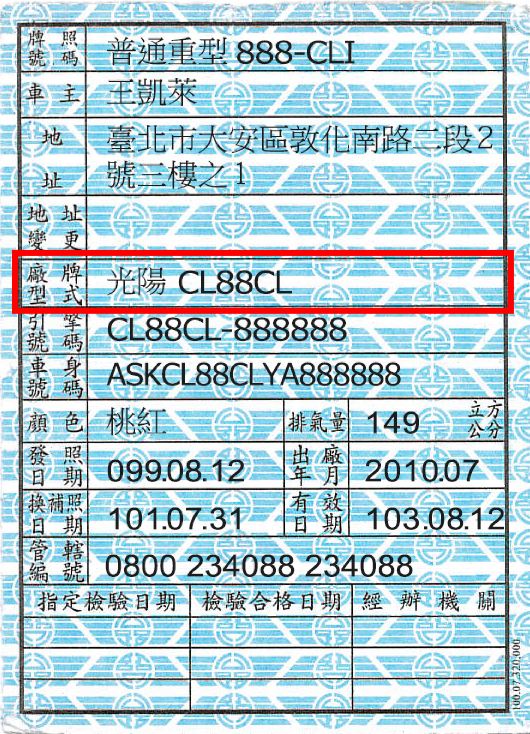 牌照號碼 普通重型 888-CLI
車主 王凱萊
地址 臺北市大安區敦化南路二段2
號三樓之1
地址變更
廠牌型式 光陽 CL88CL
引擎號碼 CL88CL-888888
車身號碼 ASKCL88CLYA888888
顏色 桃紅 排氣量 149 立方公分
發照日期 099.08.12 出廠年月 2010.07
換補照日期 101.07.31 有效日期 103.08.12
管轄編號 0800 234088 234088
指定檢驗日期 檢驗合格日期 經辦機關
100.07.320,000